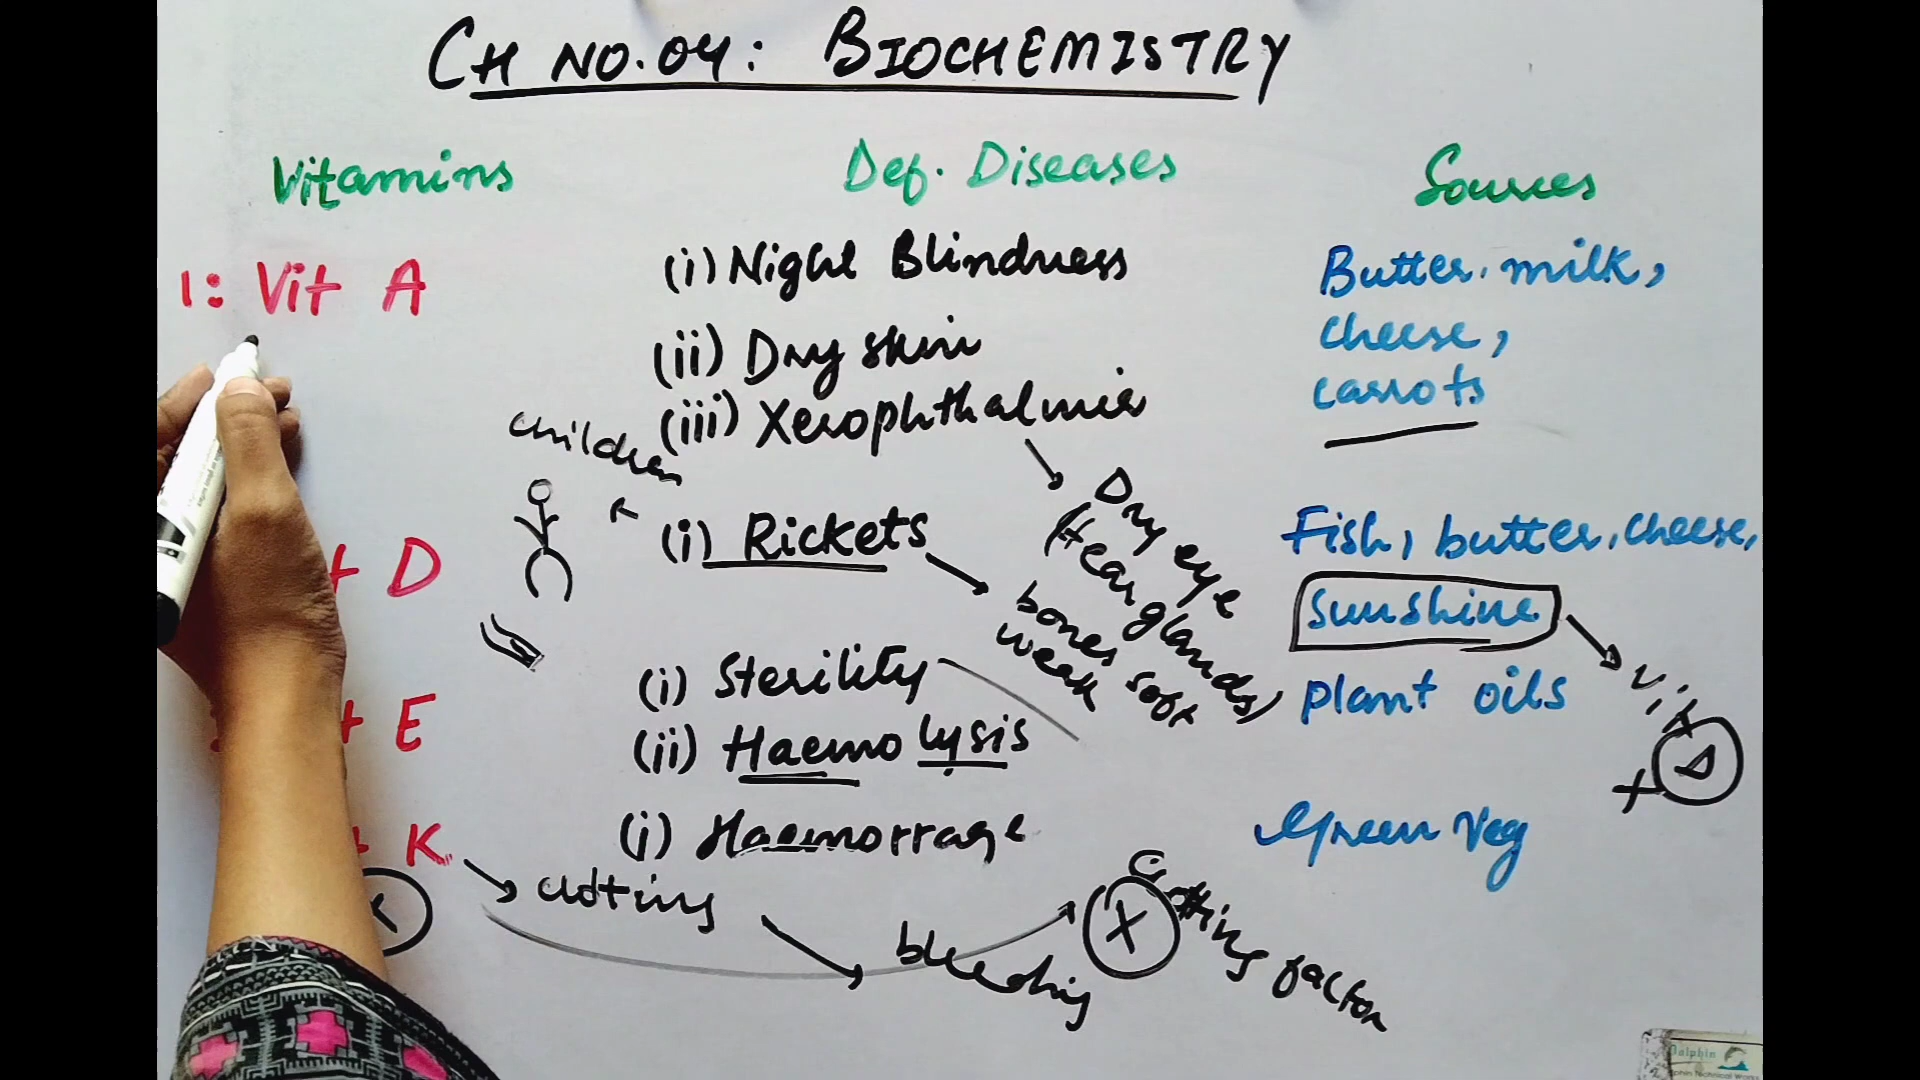 CH NO.04: BIOCHEMISTRY
Vitamins Def. Diseases Sources
1: Vit A
(i) Night Blindness
(ii) Dry skin
(iii) Xerophthalmia
Butter, milk,
cheese,
carrots
children
Dry eye
(tear glands)
D
(i) Rickets
bones soft
weak
Fish, butter, cheese,
sunshine
Vit
D
E
(i) Sterility
(ii) Haemolysis
plant oils
K
(i) Haemorrage
Green Veg
clotting
bleeding
X
Clotting factor
Dolphin